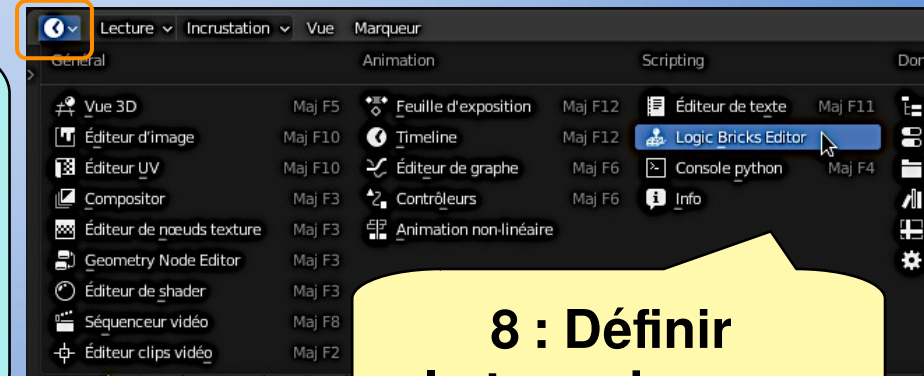 Lecture Incrustation Vue Marqueur
Général Animation Scripting
Vue 3D Maj F5 Feuille d'exposition Maj F12 Éditeur de texte Maj F11
Éditeur d'image Maj F10 Timeline Maj F12 Logic Bricks Editor
Éditeur UV Maj F10 Éditeur de graphe Maj F6 Console python Maj F4
Compositor Maj F3 Contrôleurs Maj F6 Info
Éditeur de nœuds texture Maj F3 Animation non-linéaire
Geometry Node Editor Maj F3
Éditeur de shader Maj F3
Séquenceur vidéo Maj F8
Éditeur clips vidéo Maj F2
8 : Définir